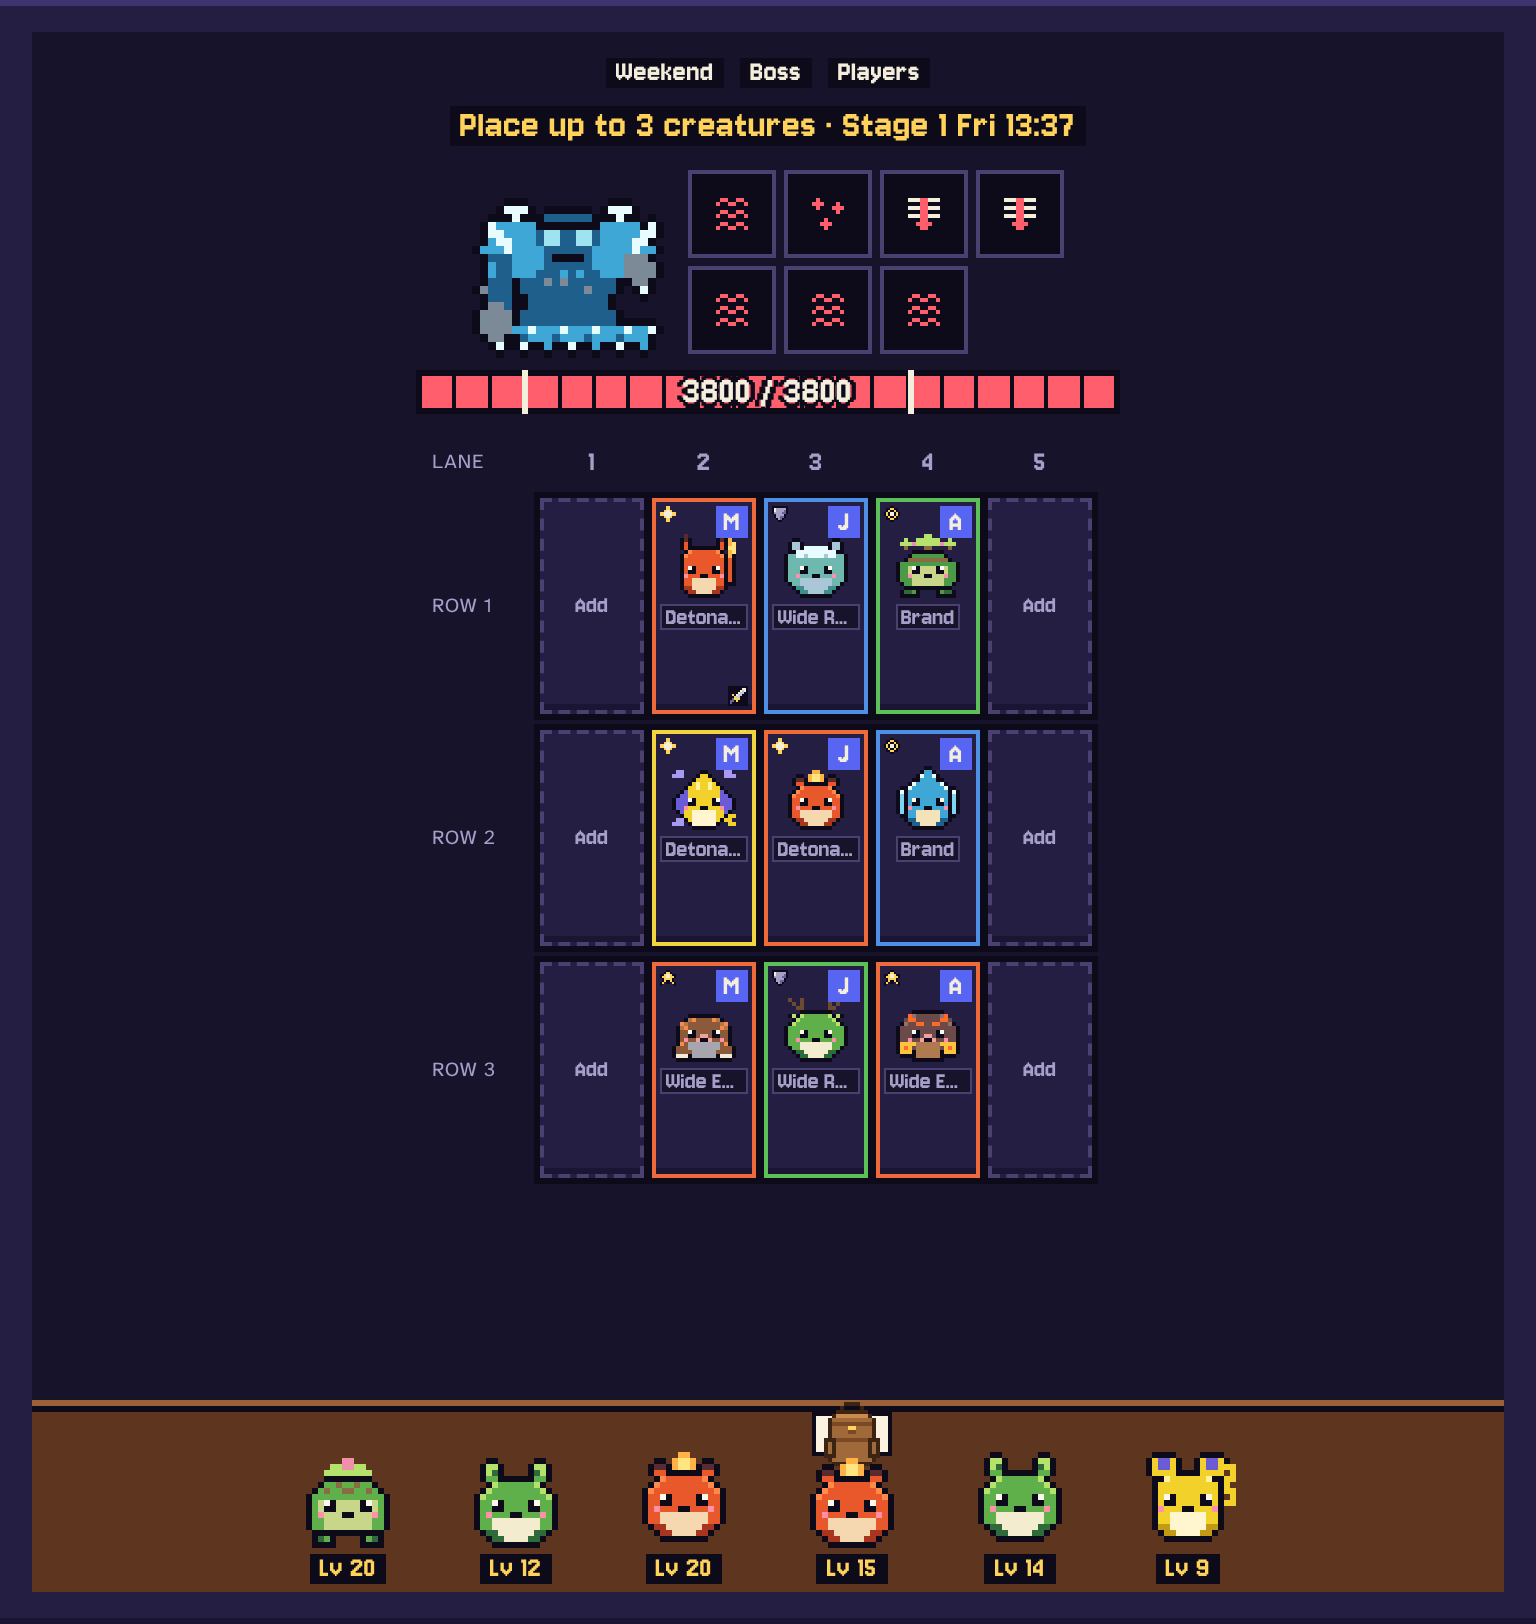 Weekend Boss Players
Place up to 3 creatures · Stage 1 Fri 13:37
3800 / 3800
LANE 1 2 3 4 5
M J A
ROW 1 Add Detona... Wide R... Brand Add
M J A
ROW 2 Add Detona... Detona... Brand Add
M J A
ROW 3 Add Wide E... Wide R... Wide E... Add
Lv 20 Lv 12 Lv 20 Lv 15 Lv 14 Lv 9